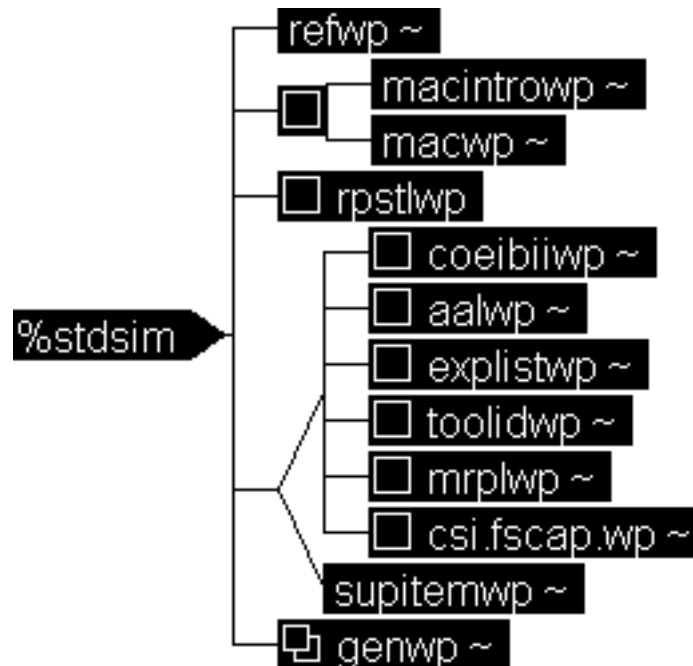 refwp ~
macintrowp ~
macwp ~
rpstlwp
coeibiiwp ~
aalwp ~
%stdsim
explistwp ~
toolidwp ~
mrplwp ~
csi.fscap.wp ~
supitemwp ~
genwp ~